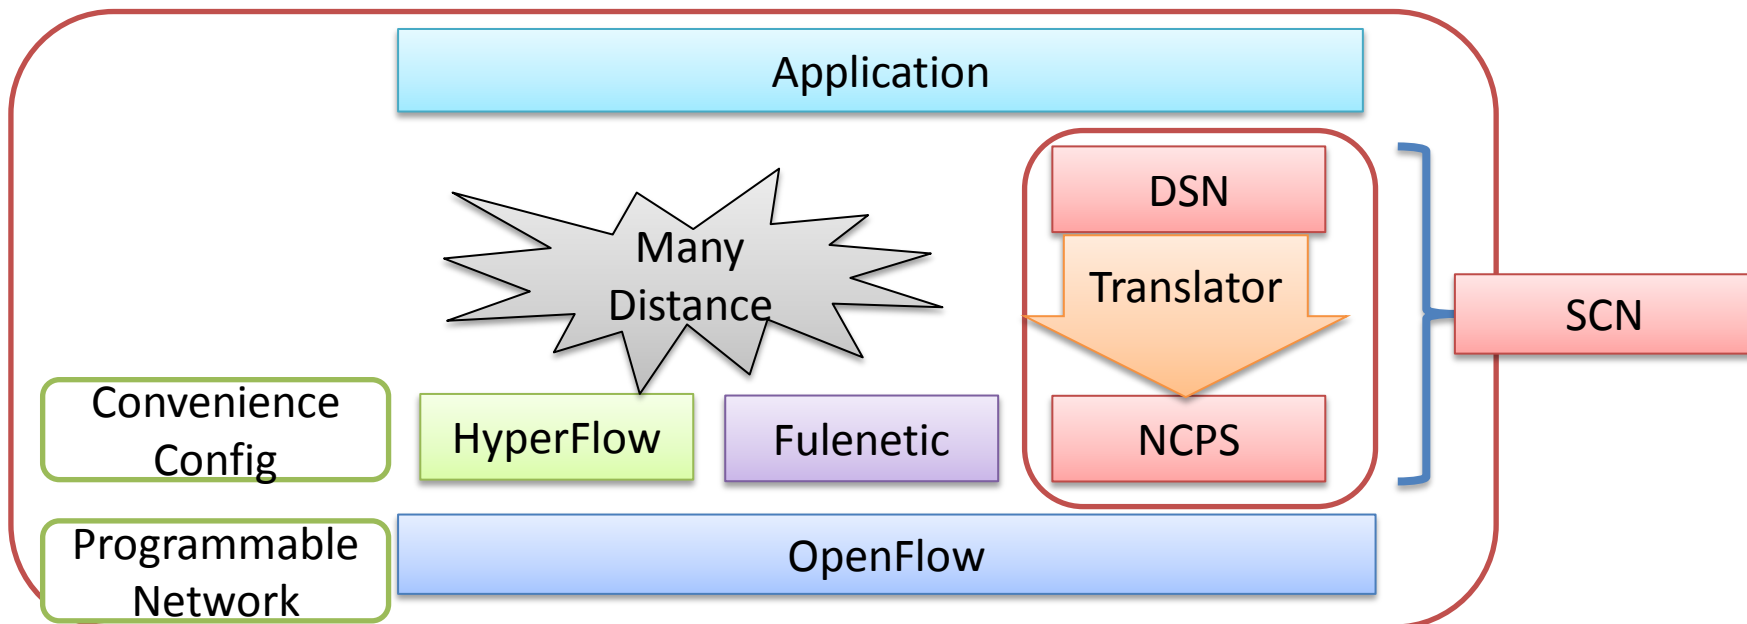 Application
DSN
Many
Distance
Translator
SCN
Convenience
Config
HyperFlow
Fulenetic
NCPS
Programmable
Network
OpenFlow